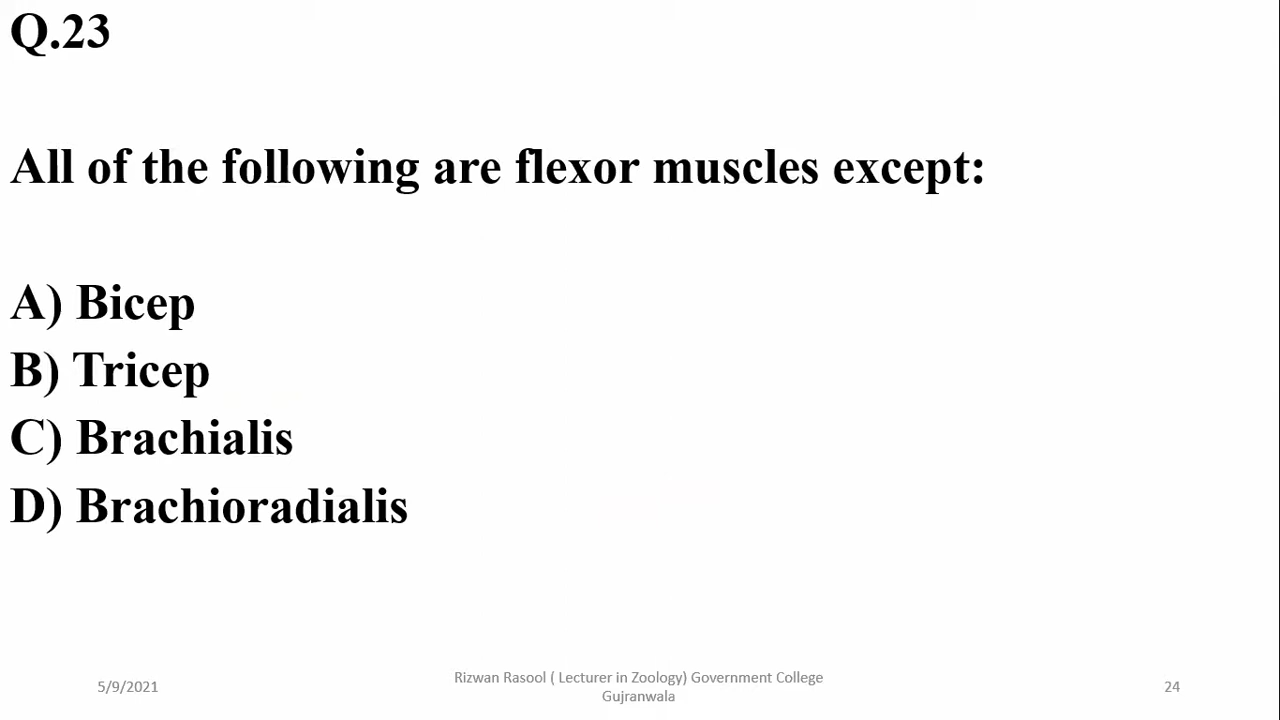 Q.23
All of the following are flexor muscles except:
A) Bicep
B) Tricep
C) Brachialis
D) Brachioradialis
5/9/2021
Rizwan Rasool ( Lecturer in Zoology) Government College
Gujranwala
24